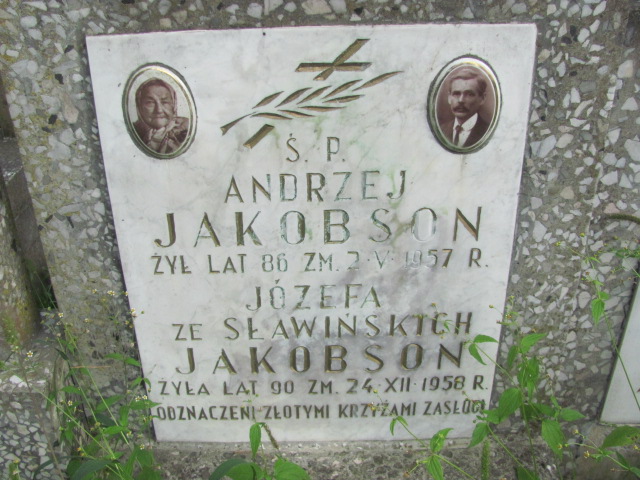 Ś. P.
ANDRZEJ
JAKOBSON
ŻYŁ LAT 86 ZM. 2·V·1957 R.
JÓZEFA
ZE SŁAWIŃSKICH
JAKOBSON
ŻYŁA LAT 90 ZM. 24·XII·1958 R.
ODZNACZENI ZŁOTYMI KRZYŻAMI ZASŁUGI